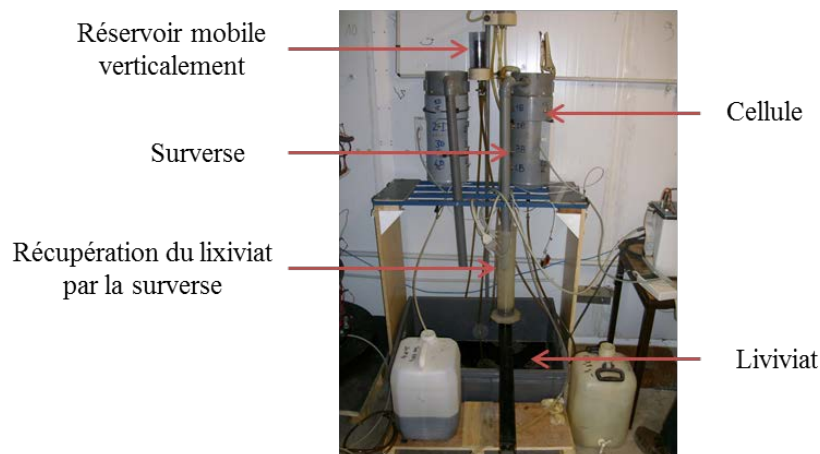 Réservoir mobile
verticalement
Cellule
Surverse
Récupération du lixiviat
par la surverse
Liviviat